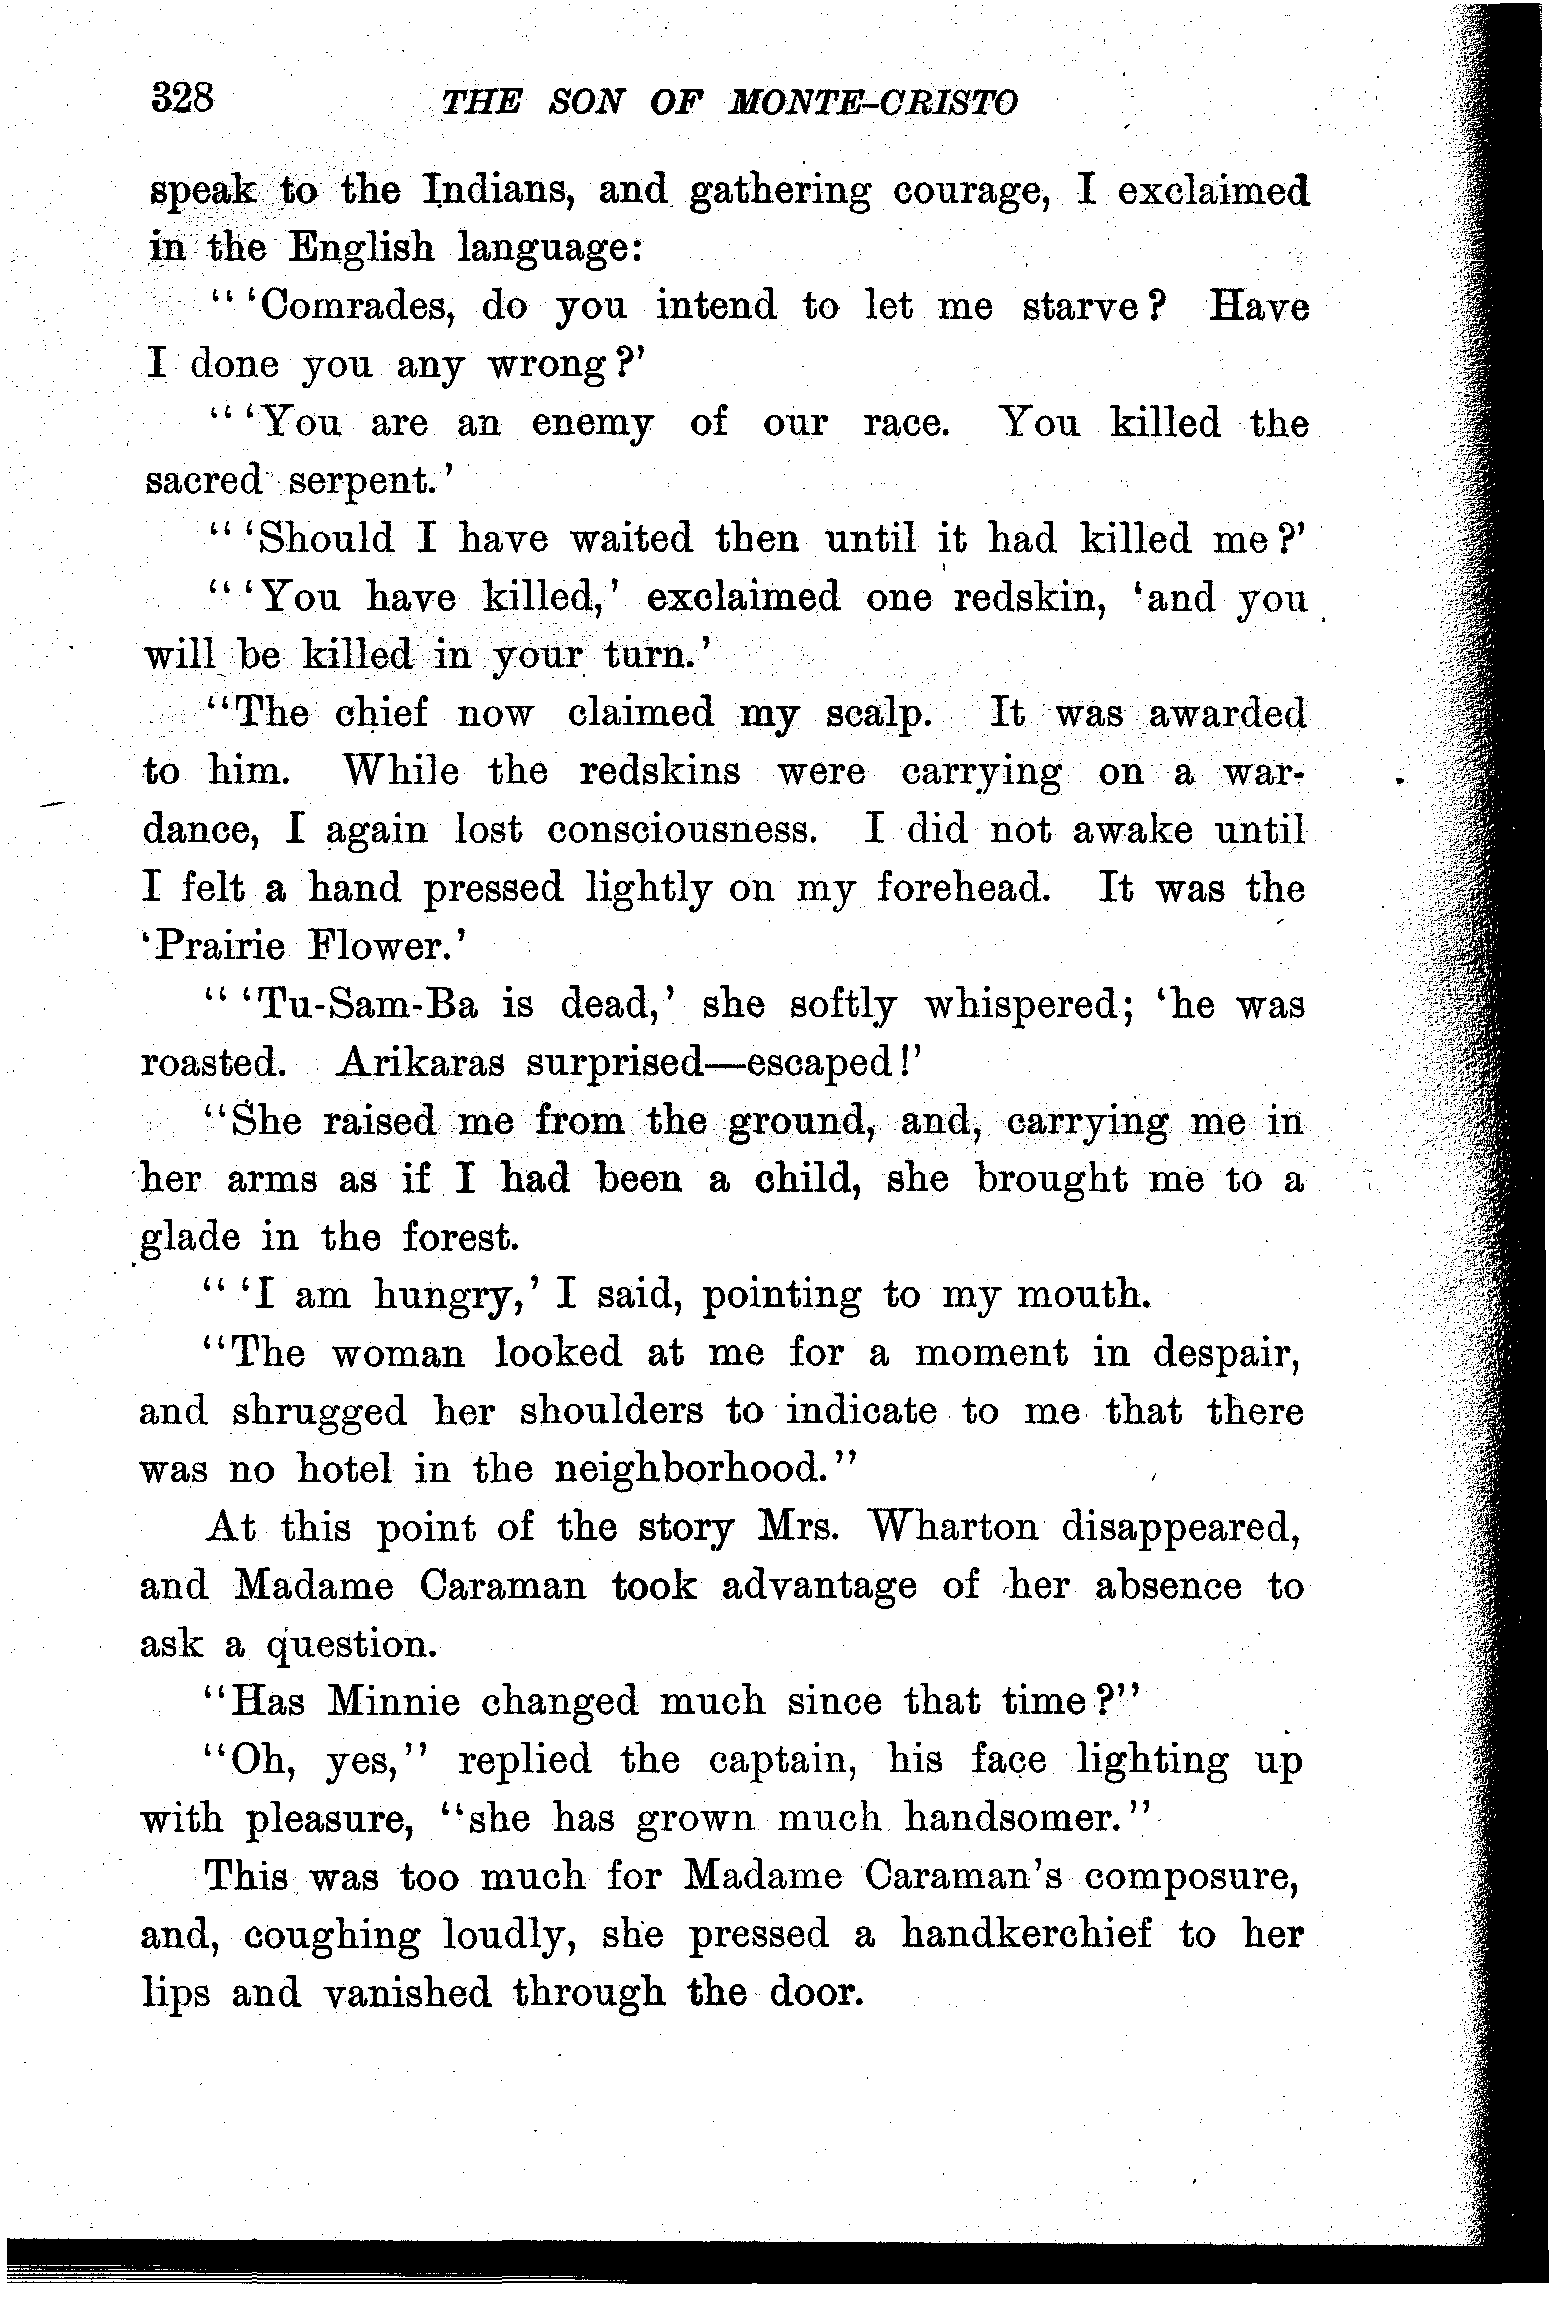 328 THE SON OF MONTE-CRISTO
speak to the Indians, and gathering courage, I exclaimed
in the English language:
"'Comrades, do you intend to let me starve? Have
I done you any wrong?'
"'You are an enemy of our race. You killed the
sacred serpent.'
"'Should I have waited then until it had killed me?'
"'You have killed,' exclaimed one redskin, 'and you
will be killed in your turn.'
"The chief now claimed my scalp. It was awarded
to him. While the redskins were carrying on a war-
dance, I again lost consciousness. I did not awake until
I felt a hand pressed lightly on my forehead. It was the
'Prairie Flower.'
"'Tu-Sam-Ba is dead,' she softly whispered; 'he was
roasted. Arikaras surprised—escaped!'
"She raised me from the ground, and, carrying me in
her arms as if I had been a child, she brought me to a
glade in the forest.
"'I am hungry,' I said, pointing to my mouth.
"The woman looked at me for a moment in despair,
and shrugged her shoulders to indicate to me that there
was no hotel in the neighborhood."
At this point of the story Mrs. Wharton disappeared,
and Madame Caraman took advantage of her absence to
ask a question.
"Has Minnie changed much since that time?"
"Oh, yes," replied the captain, his face lighting up
with pleasure, "she has grown much handsomer."
This was too much for Madame Caraman's composure,
and, coughing loudly, she pressed a handkerchief to her
lips and vanished through the door.